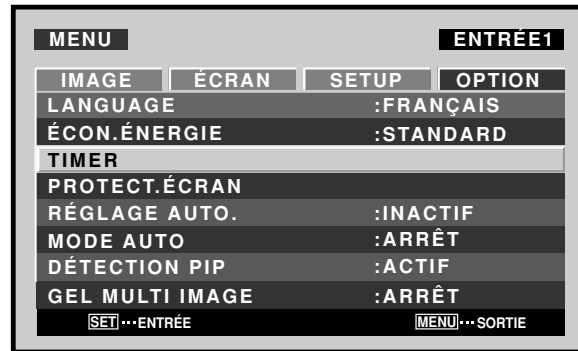 MENU ENTRÉE1
IMAGE ÉCRAN SETUP OPTION
LANGUAGE :FRANÇAIS
ÉCON.ÉNERGIE :STANDARD
TIMER
PROTECT.ÉCRAN
RÉGLAGE AUTO. :INACTIF
MODE AUTO :ARRÊT
DÉTECTION PIP :ACTIF
GEL MULTI IMAGE :ARRÊT
SET···ENTRÉE MENU···SORTIE